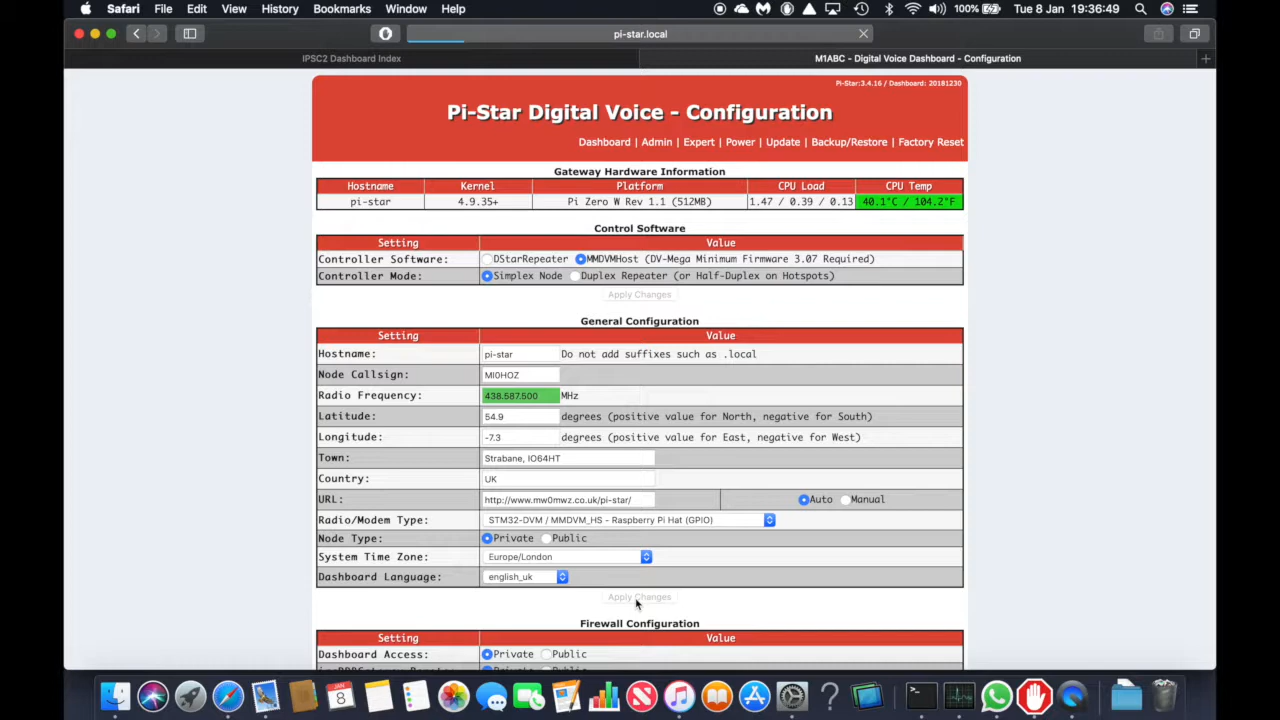 Safari File Edit View History Bookmarks Window Help 100% Tue 8 Jan 19:36:49
pi-star.local
IPSC2 Dashboard Index M1ABC - Digital Voice Dashboard - Configuration
Pi-Star:3.4.16 / Dashboard: 20181230
Pi-Star Digital Voice - Configuration
Dashboard | Admin | Expert | Power | Update | Backup/Restore | Factory Reset
Gateway Hardware Information
Hostname Kernel Platform CPU Load CPU Temp
pi-star 4.9.35+ Pi Zero W Rev 1.1 (512MB) 1.47 / 0.39 / 0.13 40.1°C / 104.2°F
Control Software
Setting Value
Controller Software: DStarRepeater MMDVMHost (DV-Mega Minimum Firmware 3.07 Required)
Controller Mode: Simplex Node Duplex Repeater (or Half-Duplex on Hotspots)
Apply Changes
General Configuration
Setting Value
Hostname: pi-star Do not add suffixes such as .local
Node Callsign: MI0HOZ
Radio Frequency: 438.587.500 MHz
Latitude: 54.9 degrees (positive value for North, negative for South)
Longitude: -7.3 degrees (positive value for East, negative for West)
Town: Strabane, IO64HT
Country: UK
URL: http://www.mw0mwz.co.uk/pi-star/ Auto Manual
Radio/Modem Type: STM32-DVM / MMDVM_HS - Raspberry Pi Hat (GPIO)
Node Type: Private Public
System Time Zone: Europe/London
Dashboard Language: english_uk
Apply Changes
Firewall Configuration
Setting Value
Dashboard Access: Private Public
JAN
8